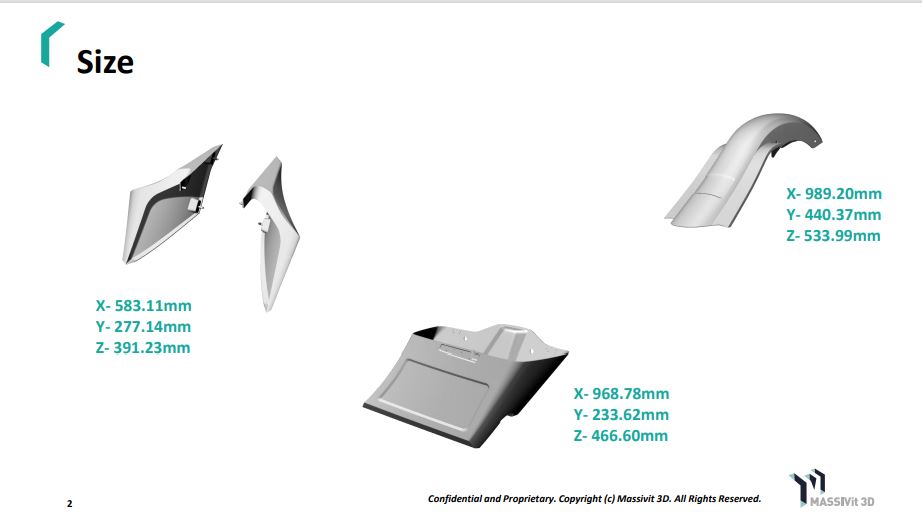 Size
X- 989.20mm
Y- 440.37mm
Z- 533.99mm
X- 583.11mm
Y- 277.14mm
Z- 391.23mm
X- 968.78mm
Y- 233.62mm
Z- 466.60mm
2
Confidential and Proprietary. Copyright (c) Massivit 3D. All Rights Reserved.
MASSIVit 3D